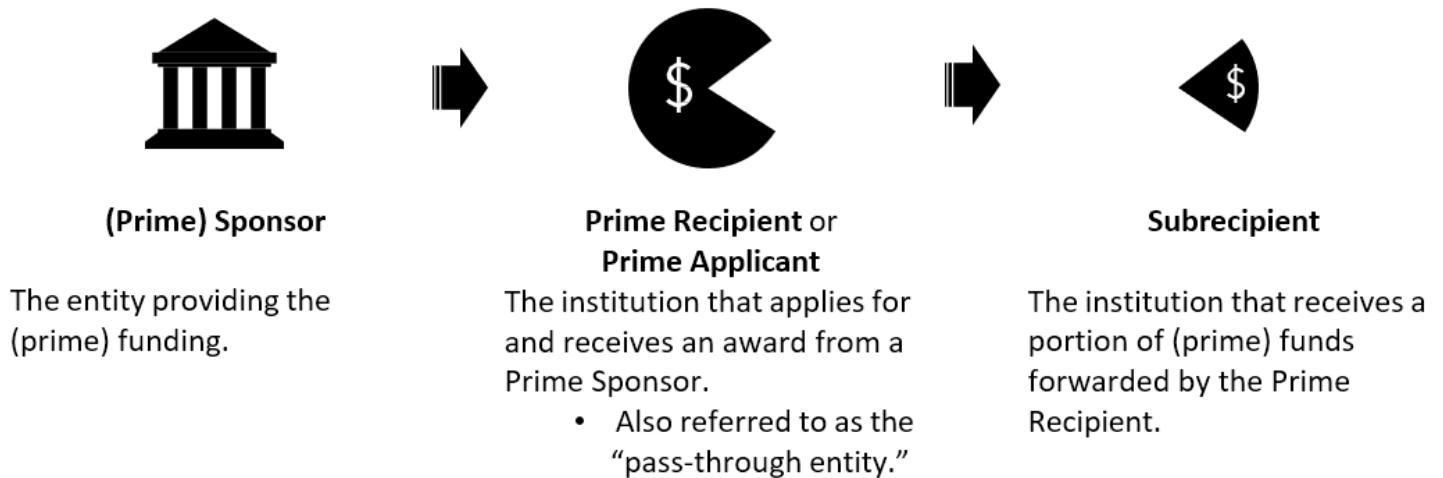 $
$
(Prime) Sponsor
The entity providing the
(prime) funding.
Prime Recipient or
Prime Applicant
The institution that applies for
and receives an award from a
Prime Sponsor.
• Also referred to as the
“pass-through entity.”
Subrecipient
The institution that receives a
portion of (prime) funds
forwarded by the Prime
Recipient.